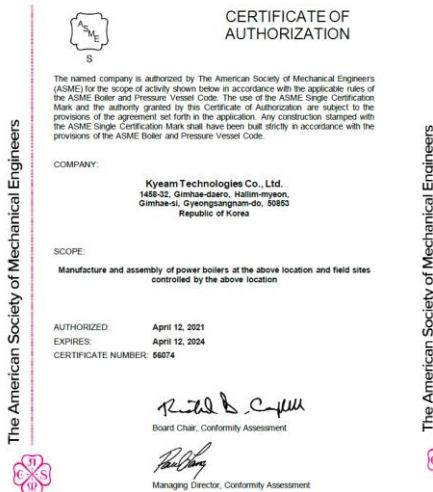 CERTIFICATE OF
AUTHORIZATION
ASME
S
The named company is authorized by The American Society of Mechanical Engineers
(ASME) for the scope of activity shown below in accordance with the applicable rules of
the ASME Boiler and Pressure Vessel Code. The use of the ASME Single Certification
Mark and the authority granted by this Certificate of Authorization are subject to the
provisions of the agreement set forth in the application. Any construction stamped with
the ASME Single Certification Mark shall have been built strictly in accordance with the
provisions of the ASME Boiler and Pressure Vessel Code.
COMPANY:
Kyeam Technologies Co., Ltd.
1458-32, Gimhae-daero, Hallim-myeon,
Gimhae-si, Gyeongsangnam-do, 50853
Republic of Korea
SCOPE:
Manufacture and assembly of power boilers at the above location and field sites
controlled by the above location
AUTHORIZED: April 12, 2021
EXPIRES: April 12, 2024
CERTIFICATE NUMBER: 56074
Board Chair, Conformity Assessment
Managing Director, Conformity Assessment
The American Society of Mechanical Engineers
The American Society of Mechanical Engineers